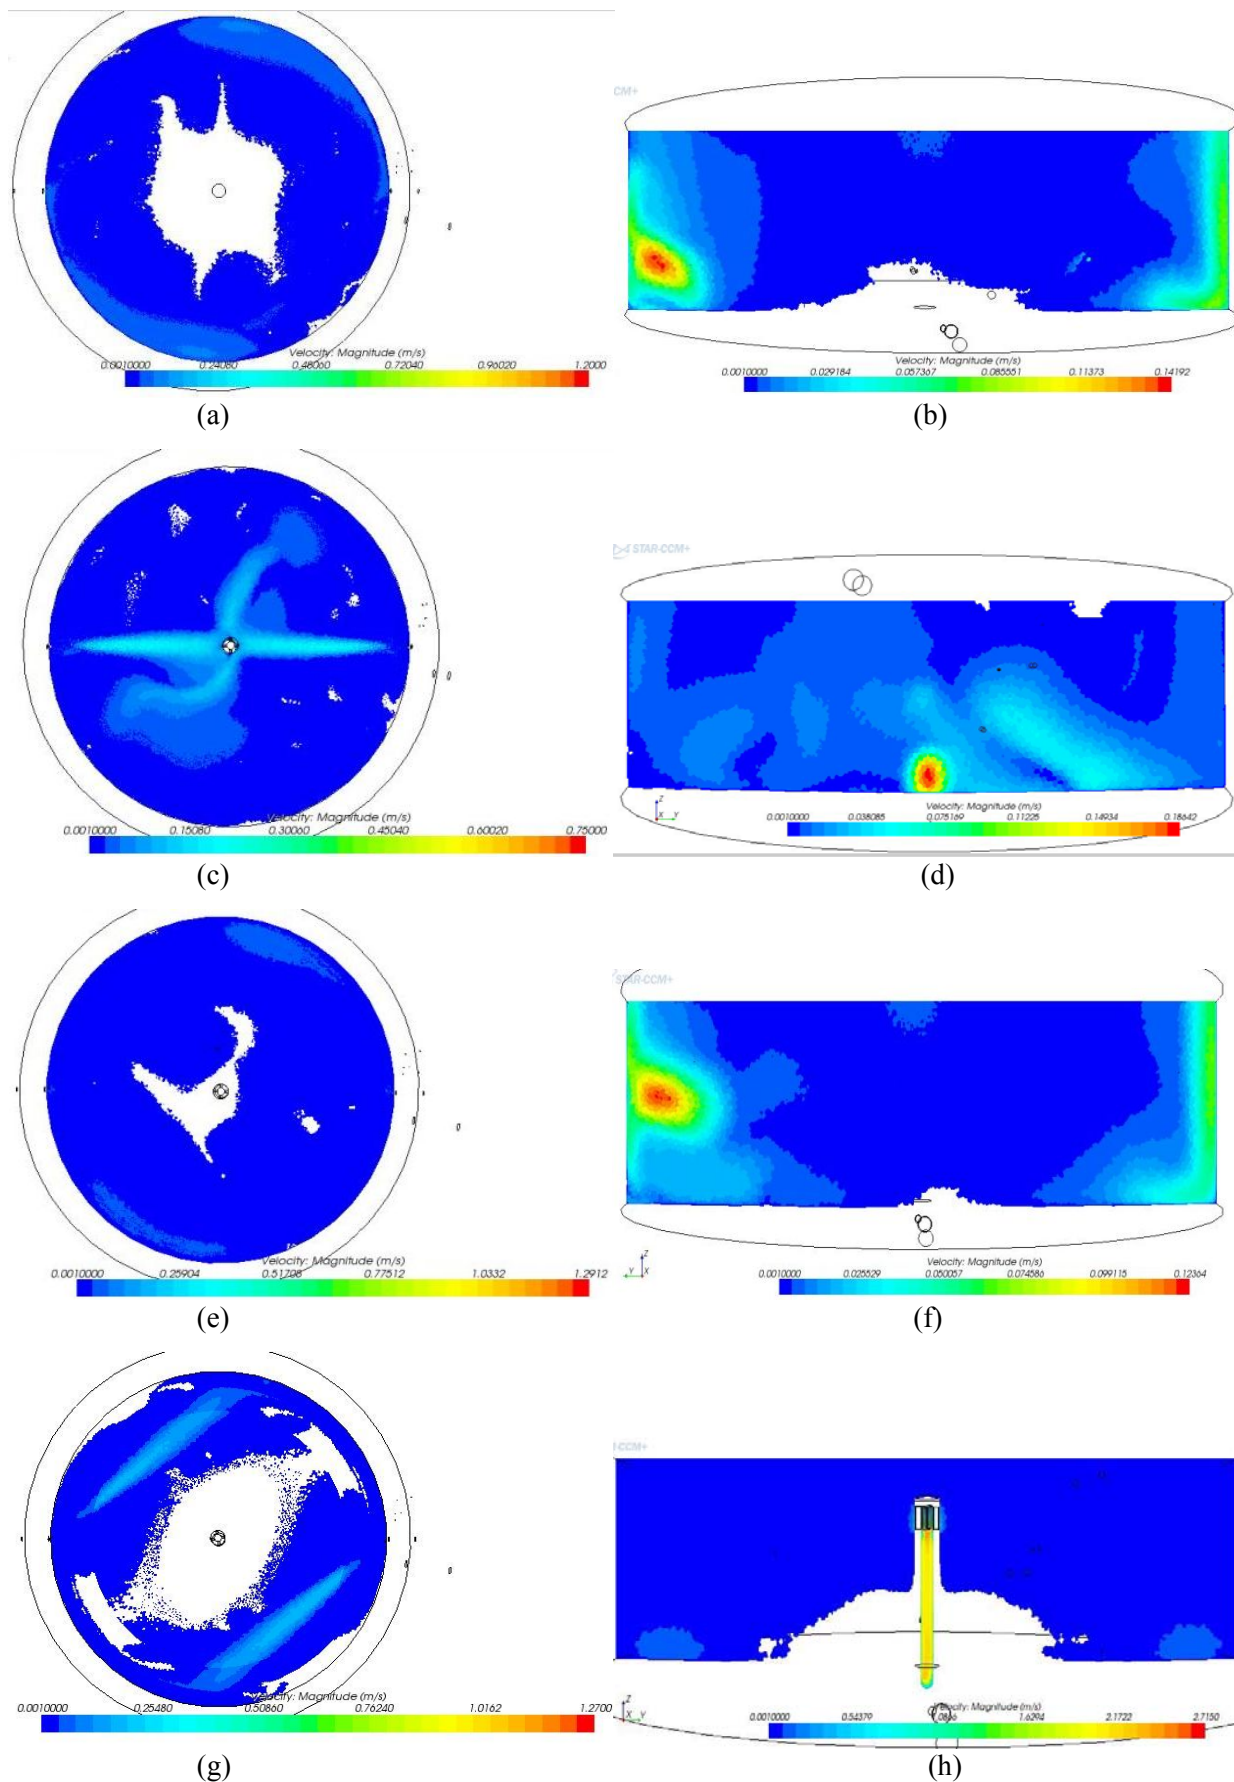 CCM+
Velocity: Magnitude (m/s)
0.0010000 0.24080 0.48060 0.72040 0.96020 1.2000
Velocity: Magnitude (m/s)
0.0010000 0.029184 0.057367 0.085551 0.11373 0.14192
(a) (b)
STAR-CCM+
Velocity: Magnitude (m/s)
0.0010000 0.15080 0.30060 0.45040 0.60020 0.75000
Z
X Y
Velocity: Magnitude (m/s)
0.0010000 0.038085 0.075169 0.11225 0.14934 0.18642
(c) (d)
STAR-CCM+
Velocity: Magnitude (m/s)
0.0010000 0.25904 0.51708 0.77512 1.0332 1.2912
Z
Y X
Velocity: Magnitude (m/s)
0.0010000 0.025529 0.050057 0.074586 0.099115 0.12364
(e) (f)
-CCM+
Velocity: Magnitude (m/s)
0.0010000 0.25480 0.50860 0.76240 1.0162 1.2700
Z
X Y
Velocity: Magnitude (m/s)
0.0010000 0.54379 1.6294 2.1722 2.7150
(g) (h)